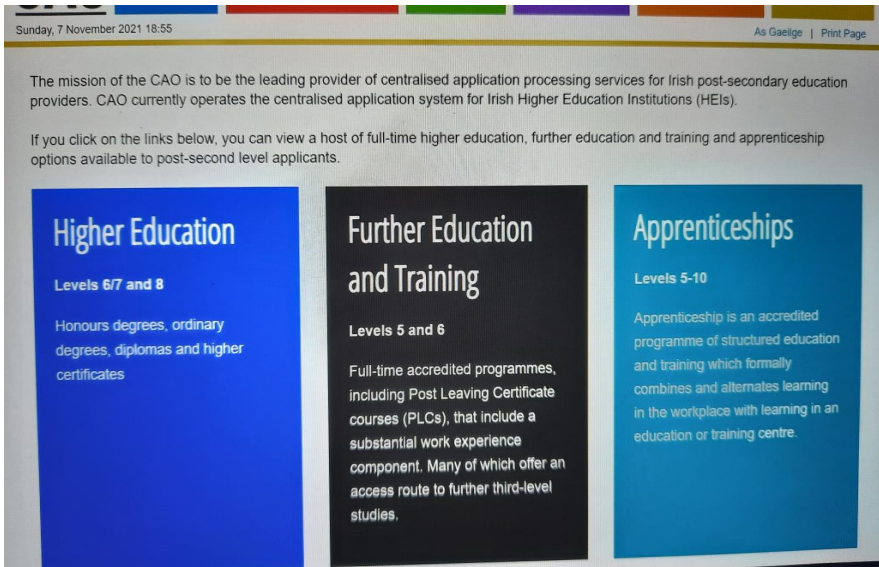 Sunday, 7 November 2021 18:55
As Gaeilge | Print Page
The mission of the CAO is to be the leading provider of centralised application processing services for Irish post-secondary education
providers. CAO currently operates the centralised application system for Irish Higher Education Institutions (HEIs).
If you click on the links below, you can view a host of full-time higher education, further education and training and apprenticeship
options available to post-second level applicants.
Higher Education
Levels 6/7 and 8
Honours degrees, ordinary
degrees, diplomas and higher
certificates
Further Education
and Training
Levels 5 and 6
Full-time accredited programmes,
including Post Leaving Certificate
courses (PLCs), that include a
substantial work experience
component. Many of which offer an
access route to further third-level
studies.
Apprenticeships
Levels 5-10
Apprenticeship is an accredited
programme of structured education
and training which formally
combines and alternates learning
in the workplace with learning in an
education or training centre.